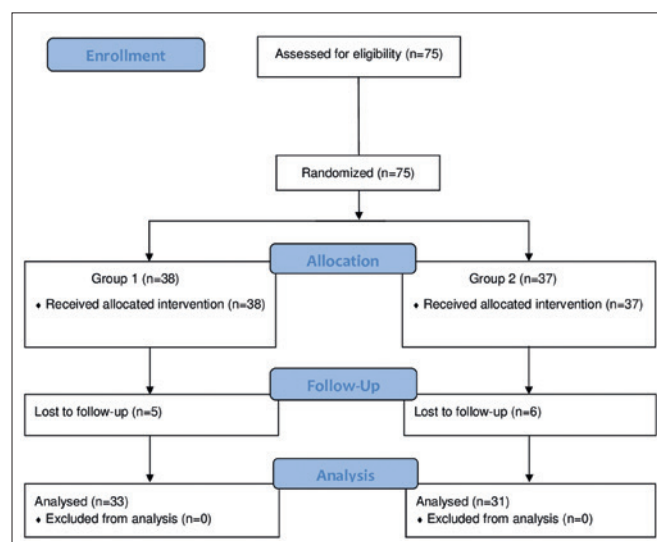 Enrollment
Assessed for eligibility (n=75)
Randomized (n=75)
Allocation
Group 1 (n=38)
♦ Received allocated intervention (n=38)
Group 2 (n=37)
♦ Received allocated intervention (n=37)
Follow-Up
Lost to follow-up (n=5)
Lost to follow-up (n=6)
Analysis
Analysed (n=33)
♦ Excluded from analysis (n=0)
Analysed (n=31)
♦ Excluded from analysis (n=0)